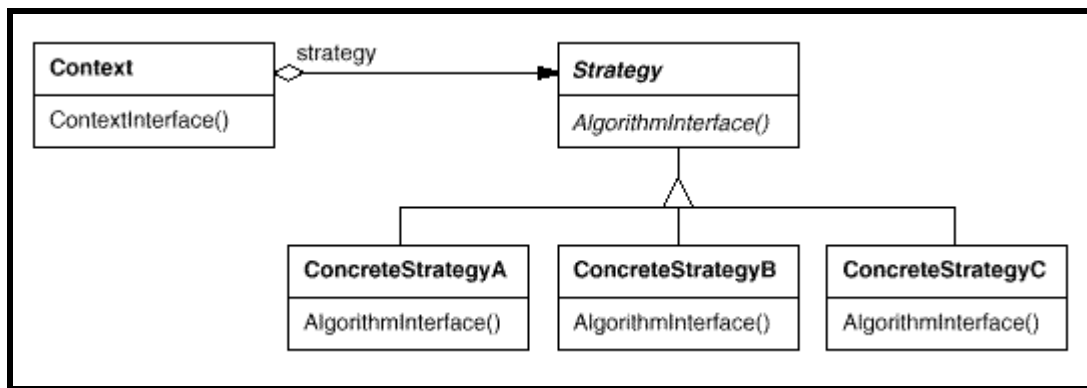 Context
strategy
Strategy
ContextInterface()
AlgorithmInterface()
ConcreteStrategyA
ConcreteStrategyB
ConcreteStrategyC
AlgorithmInterface()
AlgorithmInterface()
AlgorithmInterface()